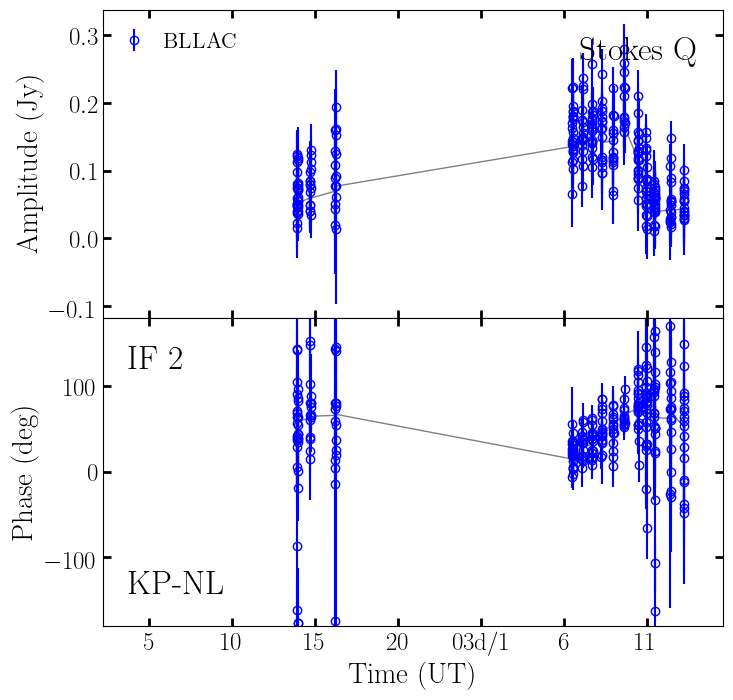 BLLAC
Stokes Q
0.3
0.2
0.1
0.0
−0.1
Amplitude (Jy)
IF 2
100
0
−100
Phase (deg)
KP-NL
5 10 15 20 03d/1 6 11
Time (UT)